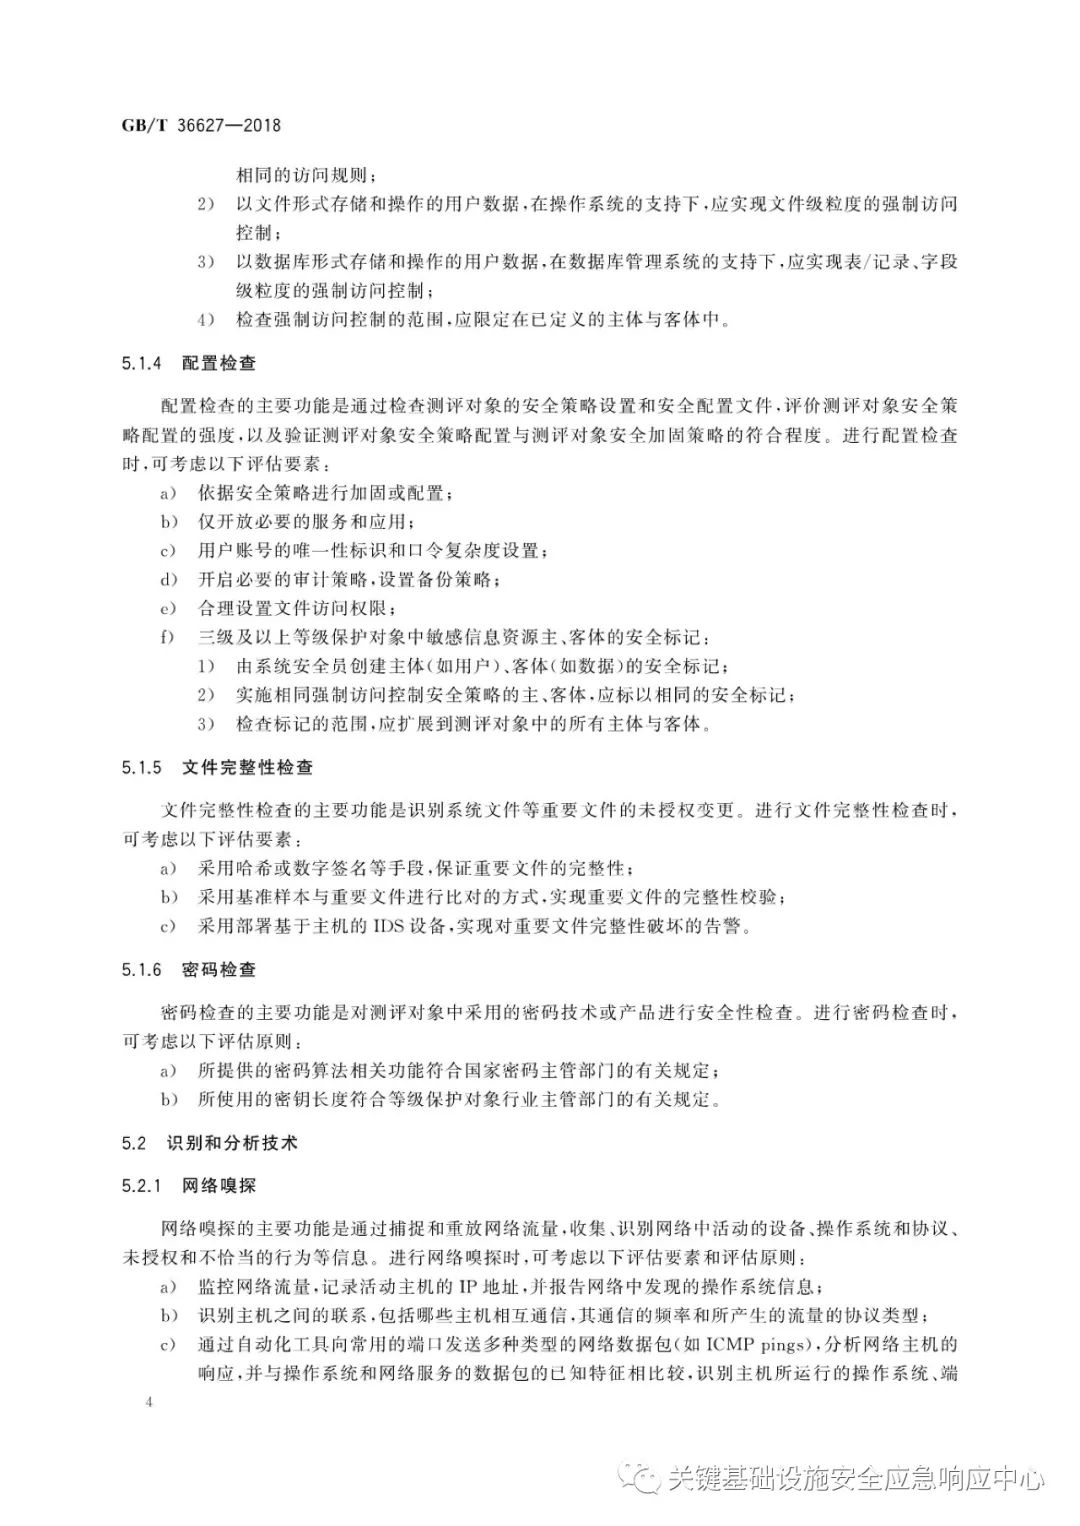 GB/T 36627—2018
相同的访问规则;
2) 以文件形式存储和操作的用户数据,在操作系统的支持下,应实现文件级粒度的强制访问
控制;
3) 以数据库形式存储和操作的用户数据,在数据库管理系统的支持下,应实现表/记录、字段
级粒度的强制访问控制;
4) 检查强制访问控制的范围,应限定在已定义的主体与客体中。
5.1.4 配置检查
配置检查的主要功能是通过检查测评对象的安全策略设置和安全配置文件,评价测评对象安全策
略配置的强度,以及验证测评对象安全策略配置与测评对象安全加固策略的符合程度。进行配置检查
时,可考虑以下评估要素:
a) 依据安全策略进行加固或配置;
b) 仅开放必要的服务和应用;
c) 用户账号的唯一性标识和口令复杂度设置;
d) 开启必要的审计策略,设置备份策略;
e) 合理设置文件访问权限;
f) 三级及以上等级保护对象中敏感信息资源主、客体的安全标记:
1) 由系统安全员创建主体(如用户)、客体(如数据)的安全标记;
2) 实施相同强制访问控制安全策略的主、客体,应标以相同的安全标记;
3) 检查标记的范围,应扩展到测评对象中的所有主体与客体。
5.1.5 文件完整性检查
文件完整性检查的主要功能是识别系统文件等重要文件的未授权变更。进行文件完整性检查时,
可考虑以下评估要素:
a) 采用哈希或数字签名等手段,保证重要文件的完整性;
b) 采用基准样本与重要文件进行比对的方式,实现重要文件的完整性校验;
c) 采用部署基于主机的 IDS 设备,实现对重要文件完整性破坏的告警。
5.1.6 密码检查
密码检查的主要功能是对测评对象中采用的密码技术或产品进行安全性检查。进行密码检查时,
可考虑以下评估原则:
a) 所提供的密码算法相关功能符合国家密码主管部门的有关规定;
b) 所使用的密钥长度符合等级保护对象行业主管部门的有关规定。
5.2 识别和分析技术
5.2.1 网络嗅探
网络嗅探的主要功能是通过捕捉和重放网络流量,收集、识别网络中活动的设备、操作系统和协议、
未授权和不恰当的行为等信息。进行网络嗅探时,可考虑以下评估要素和评估原则:
a) 监控网络流量,记录活动主机的 IP 地址,并报告网络中发现的操作系统信息;
b) 识别主机之间的联系,包括哪些主机相互通信,其通信的频率和所产生的流量的协议类型;
c) 通过自动化工具向常用的端口发送多种类型的网络数据包(如 ICMP pings),分析网络主机的
响应,并与操作系统和网络服务的数据包的已知特征相比较,识别主机所运行的操作系统、端
4
关键基础设施安全应急响应中心